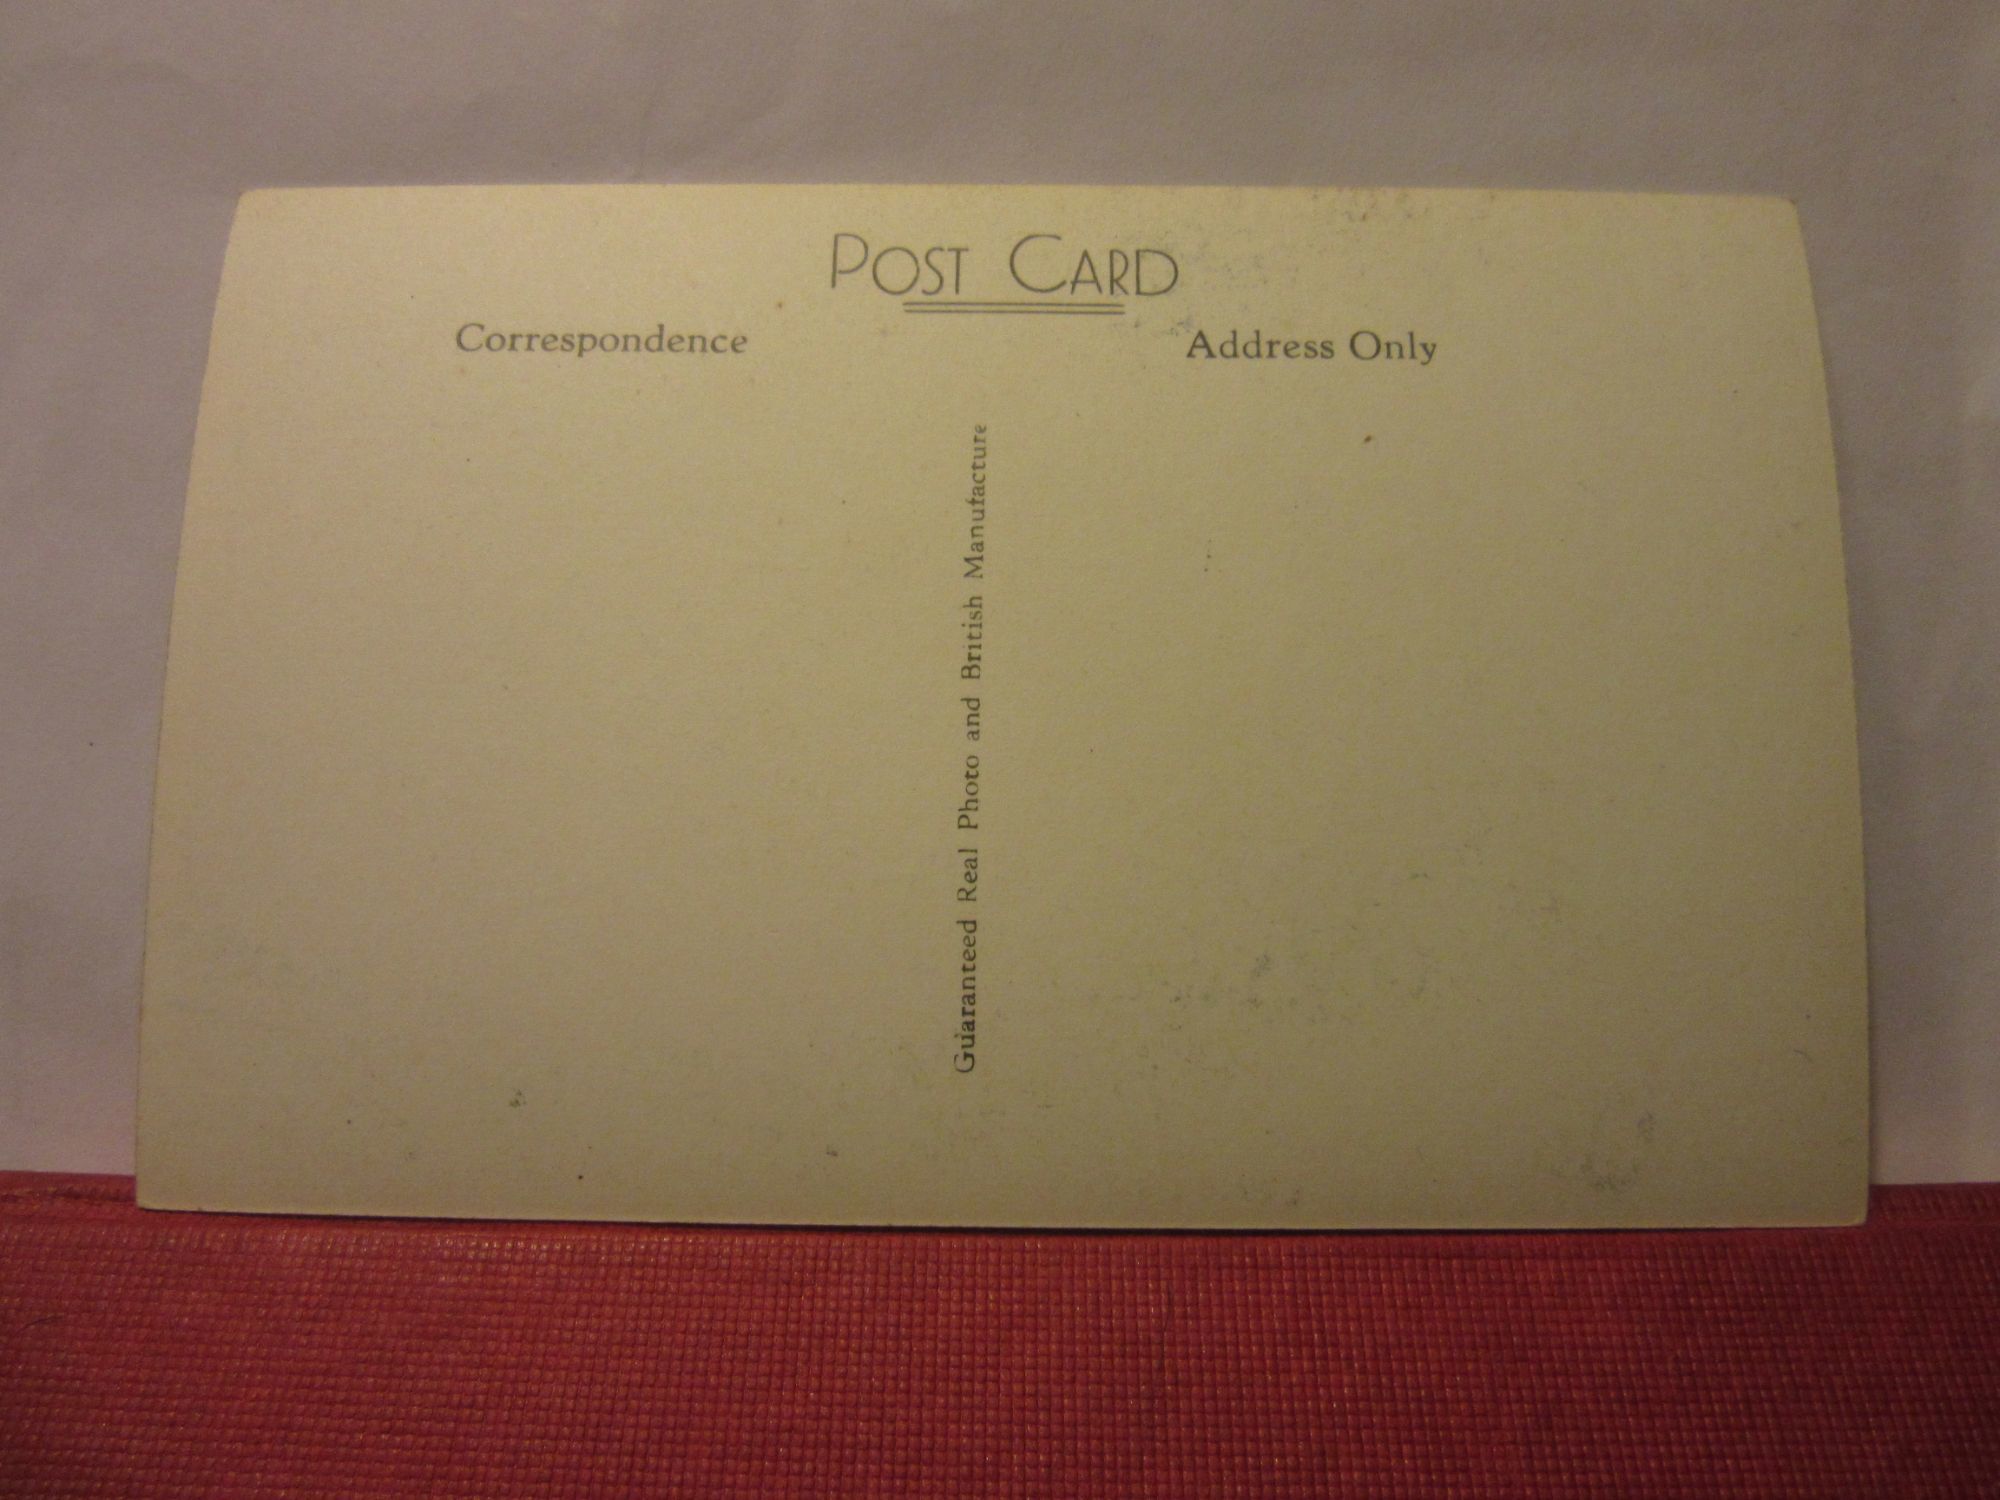 POST CARD
Correspondence
Address Only
Guaranteed Real Photo and British Manufacture